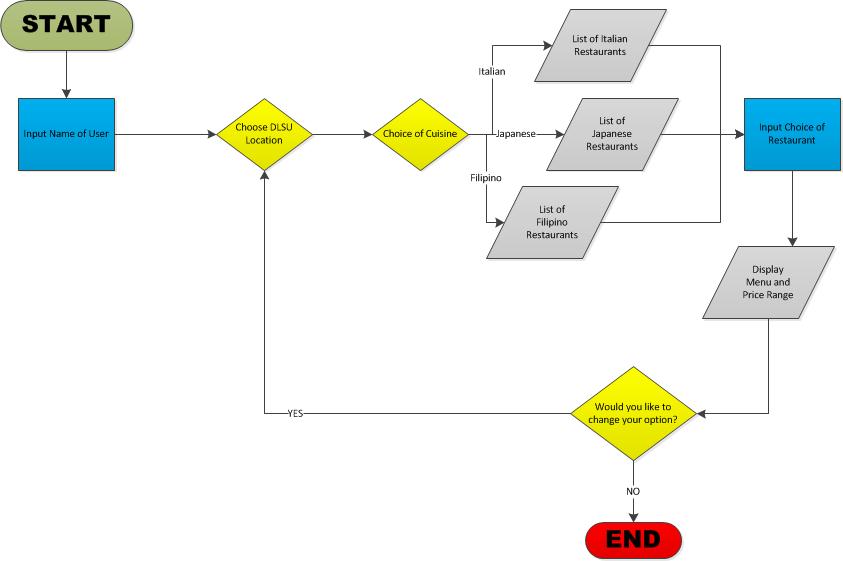 START
Input Name of User
Choose DLSU
Location
Choice of Cuisine
Italian
Japanese
Filipino
List of Italian
Restaurants
List of
Japanese
Restaurants
List of
Filipino
Restaurants
Input Choice of
Restaurant
Display
Menu and
Price Range
Would you like to
change your option?
YES
NO
END